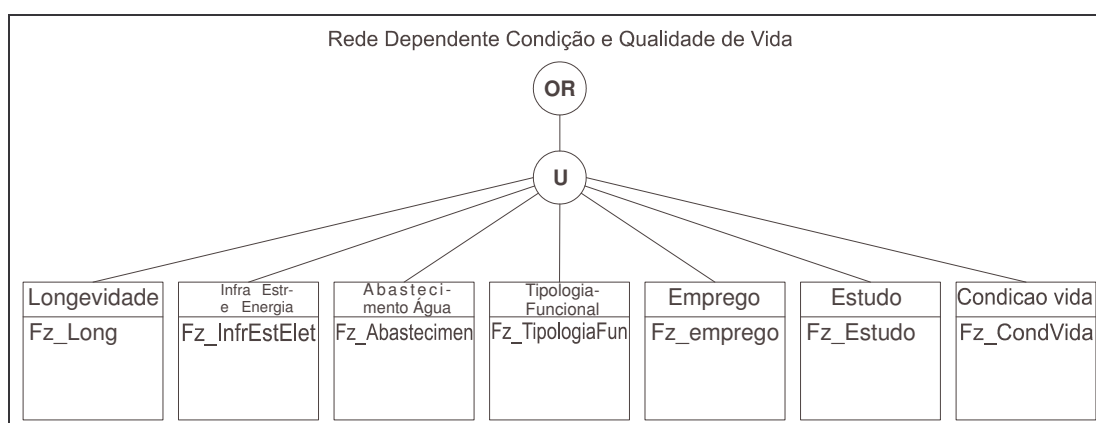 Rede Dependente Condição e Qualidade de Vida
OR
U
Longevidade
Fz_Long
Infra Estr-
e Energia
Fz_InfrEstElet
Abasteci-
mento Água
Fz_Abastecimen
Tipologia-
Funcional
Fz_TipologiaFun
Emprego
Fz_emprego
Estudo
Fz_Estudo
Condicao vida
Fz_CondVida